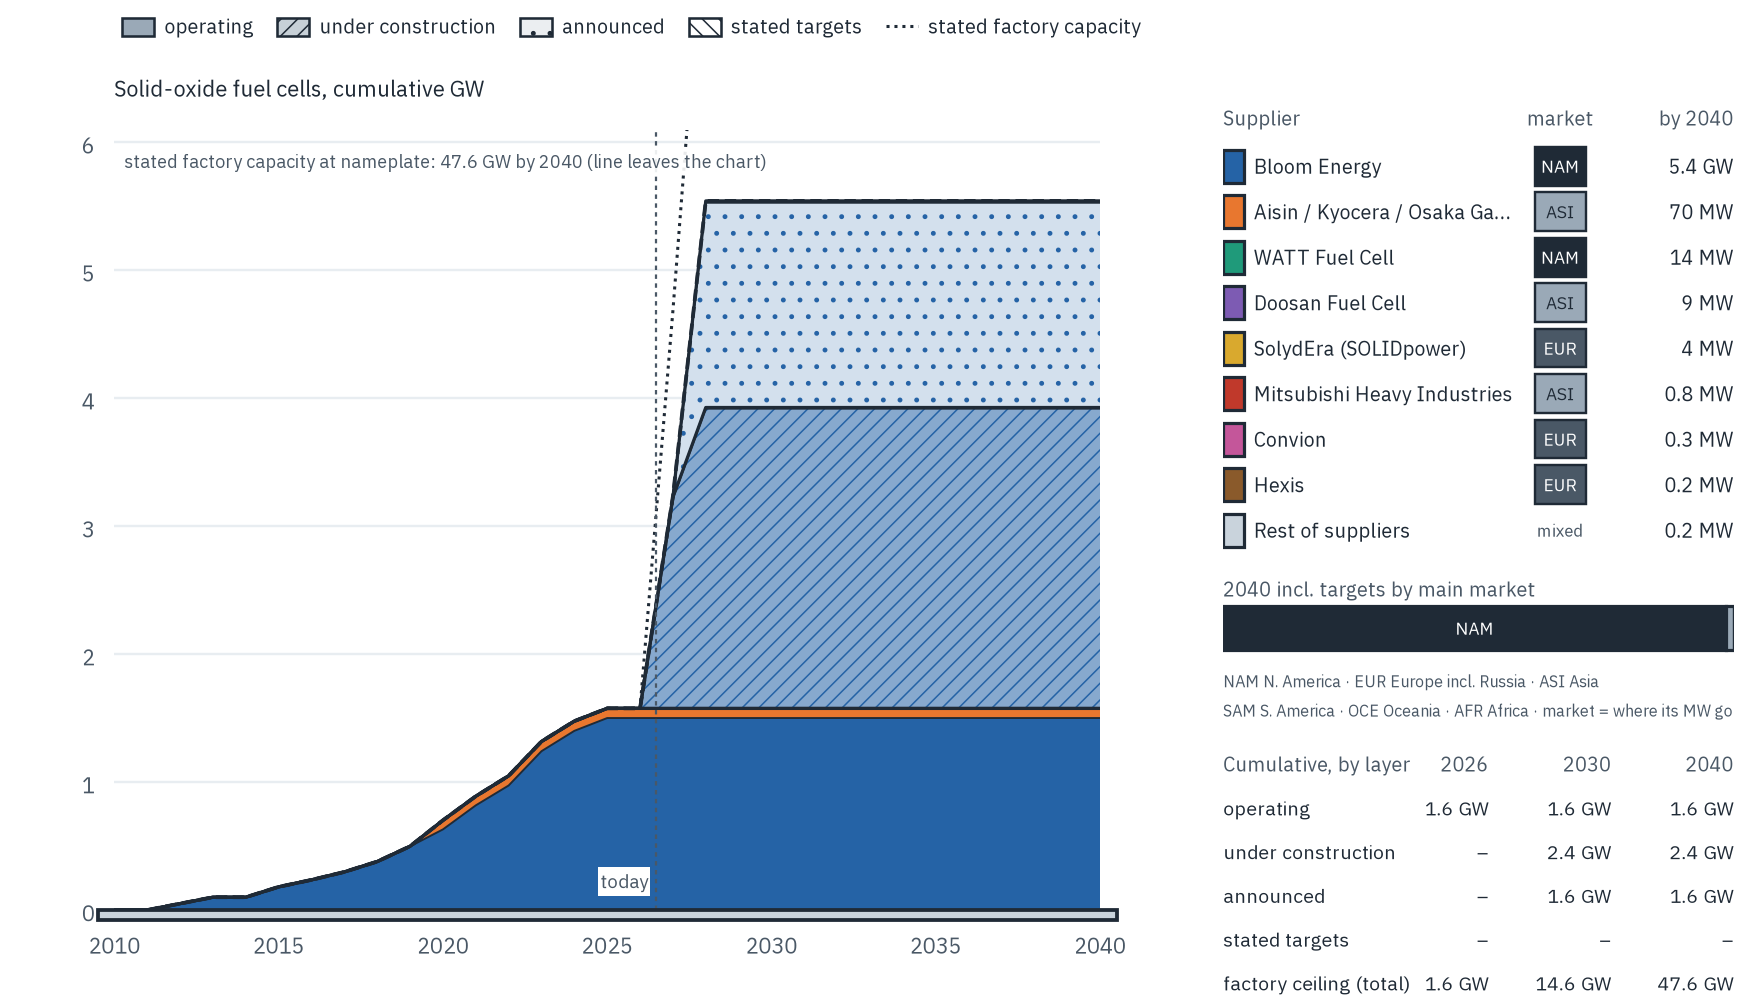 operating under construction announced stated targets stated factory capacity
Solid-oxide fuel cells, cumulative GW
6
stated factory capacity at nameplate: 47.6 GW by 2040 (line leaves the chart)
5
4
3
2
1
today
0
2010 2015 2020 2025 2030 2035 2040
Supplier market by 2040
Bloom Energy NAM 5.4 GW
Aisin / Kyocera / Osaka Ga... ASI 70 MW
WATT Fuel Cell NAM 14 MW
Doosan Fuel Cell ASI 9 MW
SolydEra (SOLIDpower) EUR 4 MW
Mitsubishi Heavy Industries ASI 0.8 MW
Convion EUR 0.3 MW
Hexis EUR 0.2 MW
Rest of suppliers mixed 0.2 MW
2040 incl. targets by main market
NAM
NAM N. America · EUR Europe incl. Russia · ASI Asia
SAM S. America · OCE Oceania · AFR Africa · market = where its MW go
Cumulative, by layer 2026 2030 2040
operating 1.6 GW 1.6 GW 1.6 GW
under construction – 2.4 GW 2.4 GW
announced – 1.6 GW 1.6 GW
stated targets – – –
factory ceiling (total) 1.6 GW 14.6 GW 47.6 GW